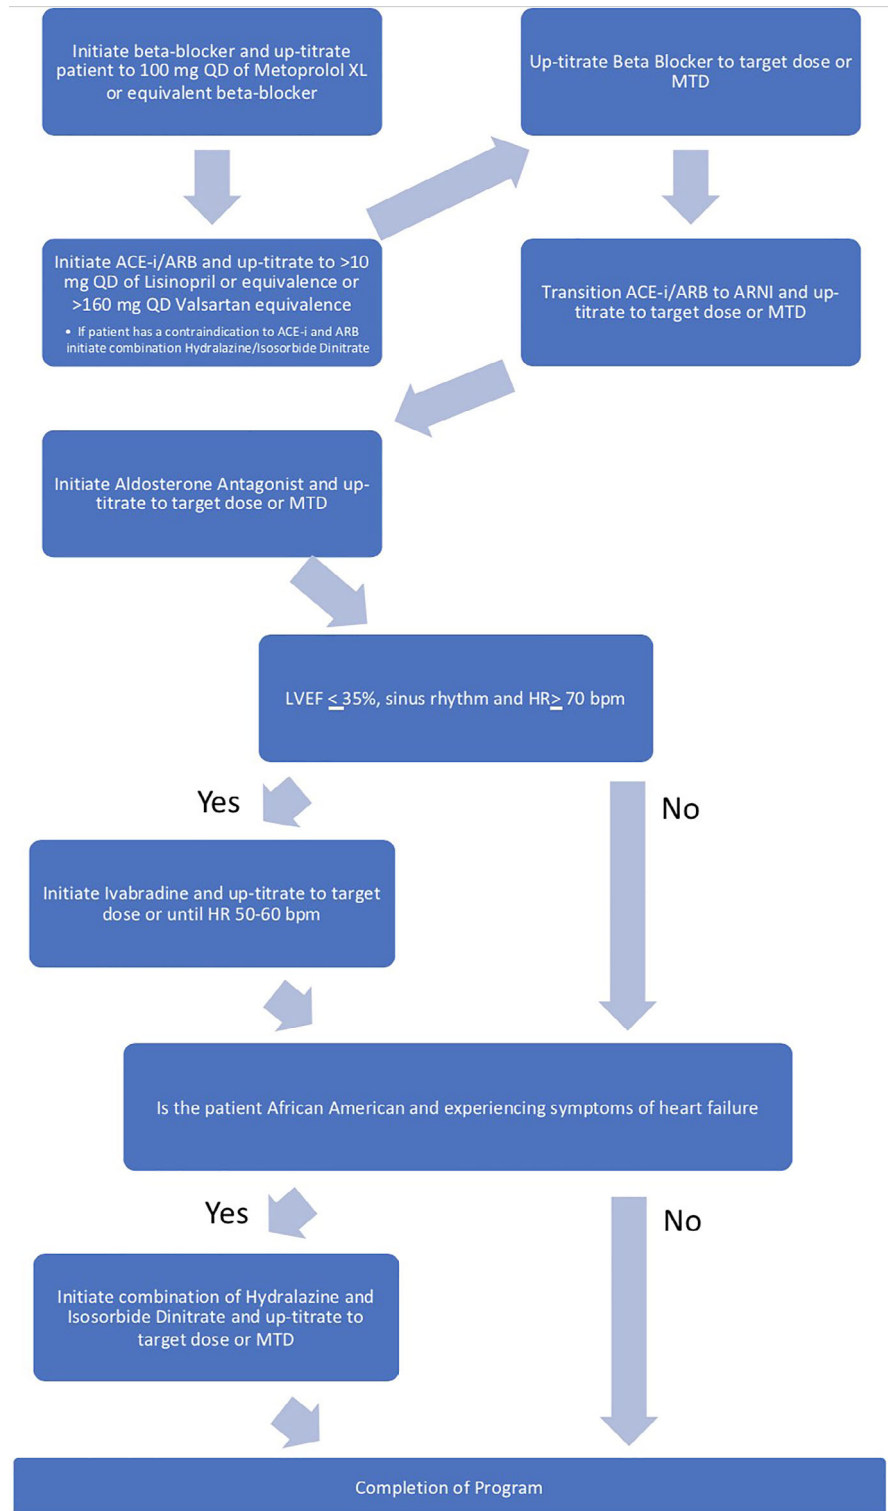 Initiate beta-blocker and up-titrate
patient to 100 mg QD of Metoprolol XL
or equivalent beta-blocker
Up-titrate Beta Blocker to target dose or
MTD
Initiate ACE-i/ARB and up-titrate to >10
mg QD of Lisinopril or equivalence or
>160 mg QD Valsartan equivalence
• If patient has a contraindication to ACE-i and ARB
initiate combination Hydralazine/Isosorbide Dinitrate
Transition ACE-i/ARB to ARNI and up-
titrate to target dose or MTD
Initiate Aldosterone Antagonist and up-
titrate to target dose or MTD
LVEF < 35%, sinus rhythm and HR> 70 bpm
Yes
No
Initiate Ivabradine and up-titrate to target
dose or until HR 50-60 bpm
Is the patient African American and experiencing symptoms of heart failure
Yes
No
Initiate combination of Hydralazine and
Isosorbide Dinitrate and up-titrate to
target dose or MTD
Completion of Program